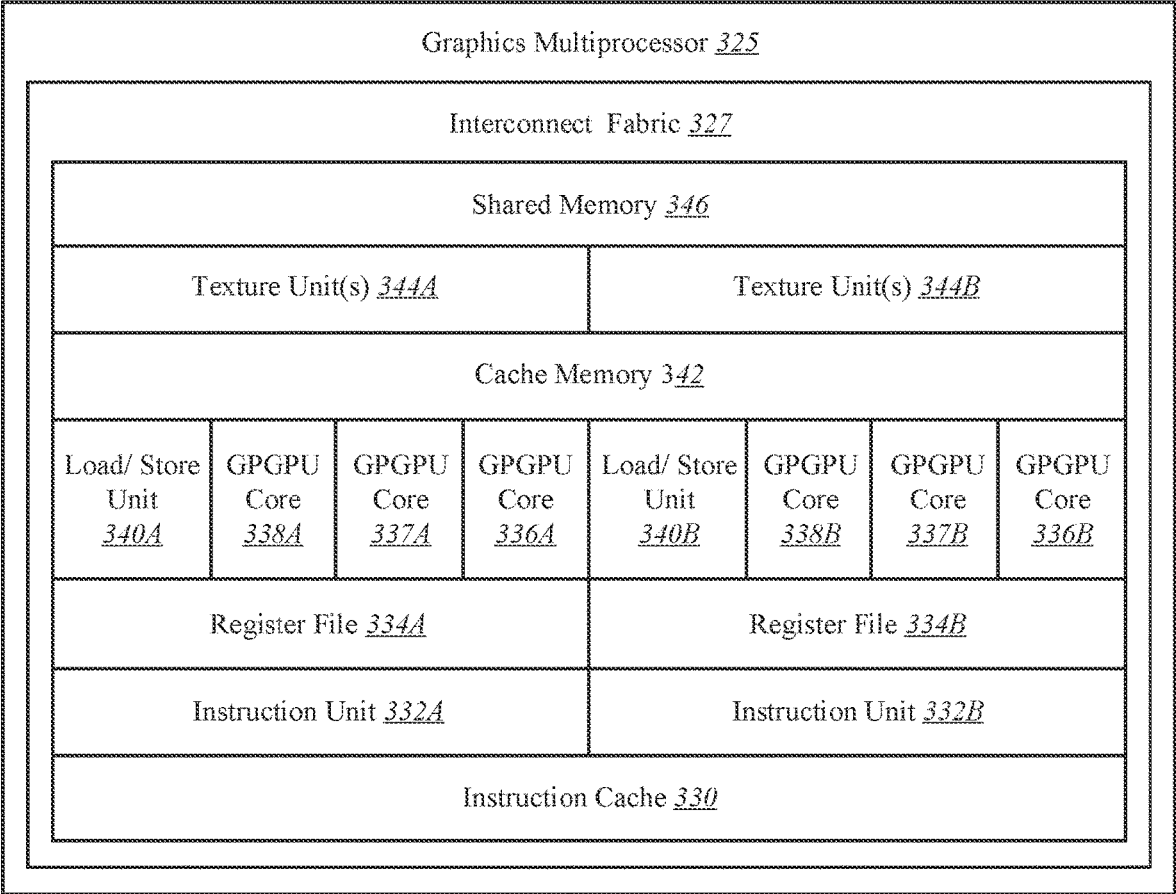 Graphics Multiprocessor 325
Interconnect Fabric 327
Shared Memory 346
Texture Unit(s) 344A
Texture Unit(s) 344B
Cache Memory 342
Load/ Store
Unit
340A
GPGPU
Core
338A
GPGPU
Core
337A
GPGPU
Core
336A
Load/ Store
Unit
340B
GPGPU
Core
338B
GPGPU
Core
337B
GPGPU
Core
336B
Register File 334A
Register File 334B
Instruction Unit 332A
Instruction Unit 332B
Instruction Cache 330